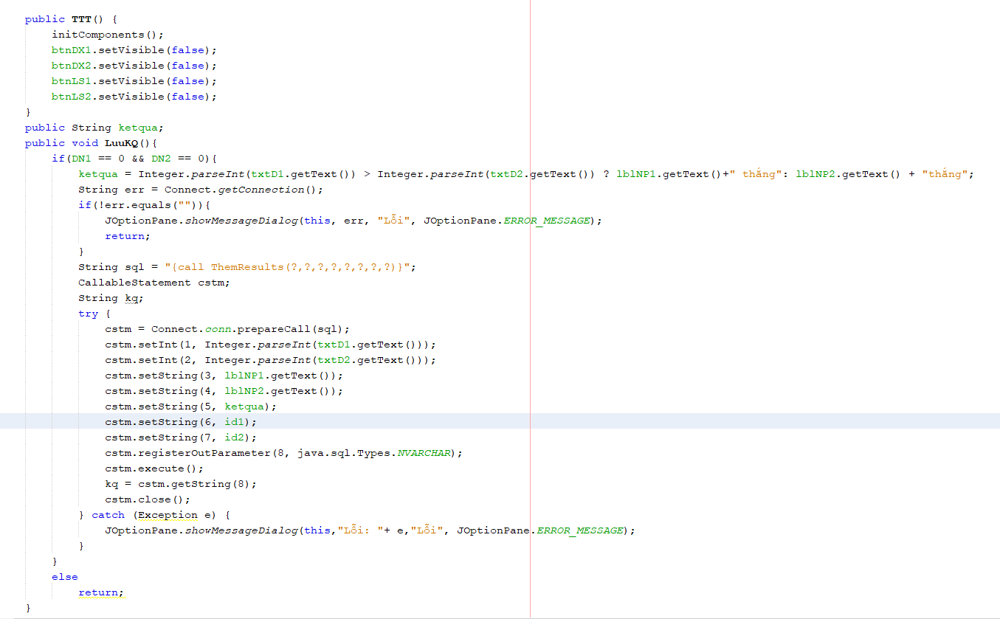 public TTT() {
initComponents();
btnDX1.setVisible(false);
btnDX2.setVisible(false);
btnLS1.setVisible(false);
btnLS2.setVisible(false);
}
public String ketqua;
public void LuuKQ(){
if(DN1 == 0 && DN2 == 0){
ketqua = Integer.parseInt(txtD1.getText()) > Integer.parseInt(txtD2.getText()) ? lblNP1.getText()+" thắng": lblNP2.getText() + "thắng";
String err = Connect.getConnection();
if(!err.equals("")){
JOptionPane.showMessageDialog(this, err, "Lỗi", JOptionPane.ERROR_MESSAGE);
return;
}
String sql = "{call ThemResults(?,?,?,?,?,?,?,?)}";
CallableStatement cstm;
String kq;
try {
cstm = Connect.conn.prepareCall(sql);
cstm.setInt(1, Integer.parseInt(txtD1.getText()));
cstm.setInt(2, Integer.parseInt(txtD2.getText()));
cstm.setString(3, lblNP1.getText());
cstm.setString(4, lblNP2.getText());
cstm.setString(5, ketqua);
cstm.setString(6, id1);
cstm.setString(7, id2);
cstm.registerOutParameter(8, java.sql.Types.NVARCHAR);
cstm.execute();
kq = cstm.getString(8);
cstm.close();
} catch (Exception e) {
JOptionPane.showMessageDialog(this,"Lỗi: "+ e,"Lỗi", JOptionPane.ERROR_MESSAGE);
}
}
else
return;
}